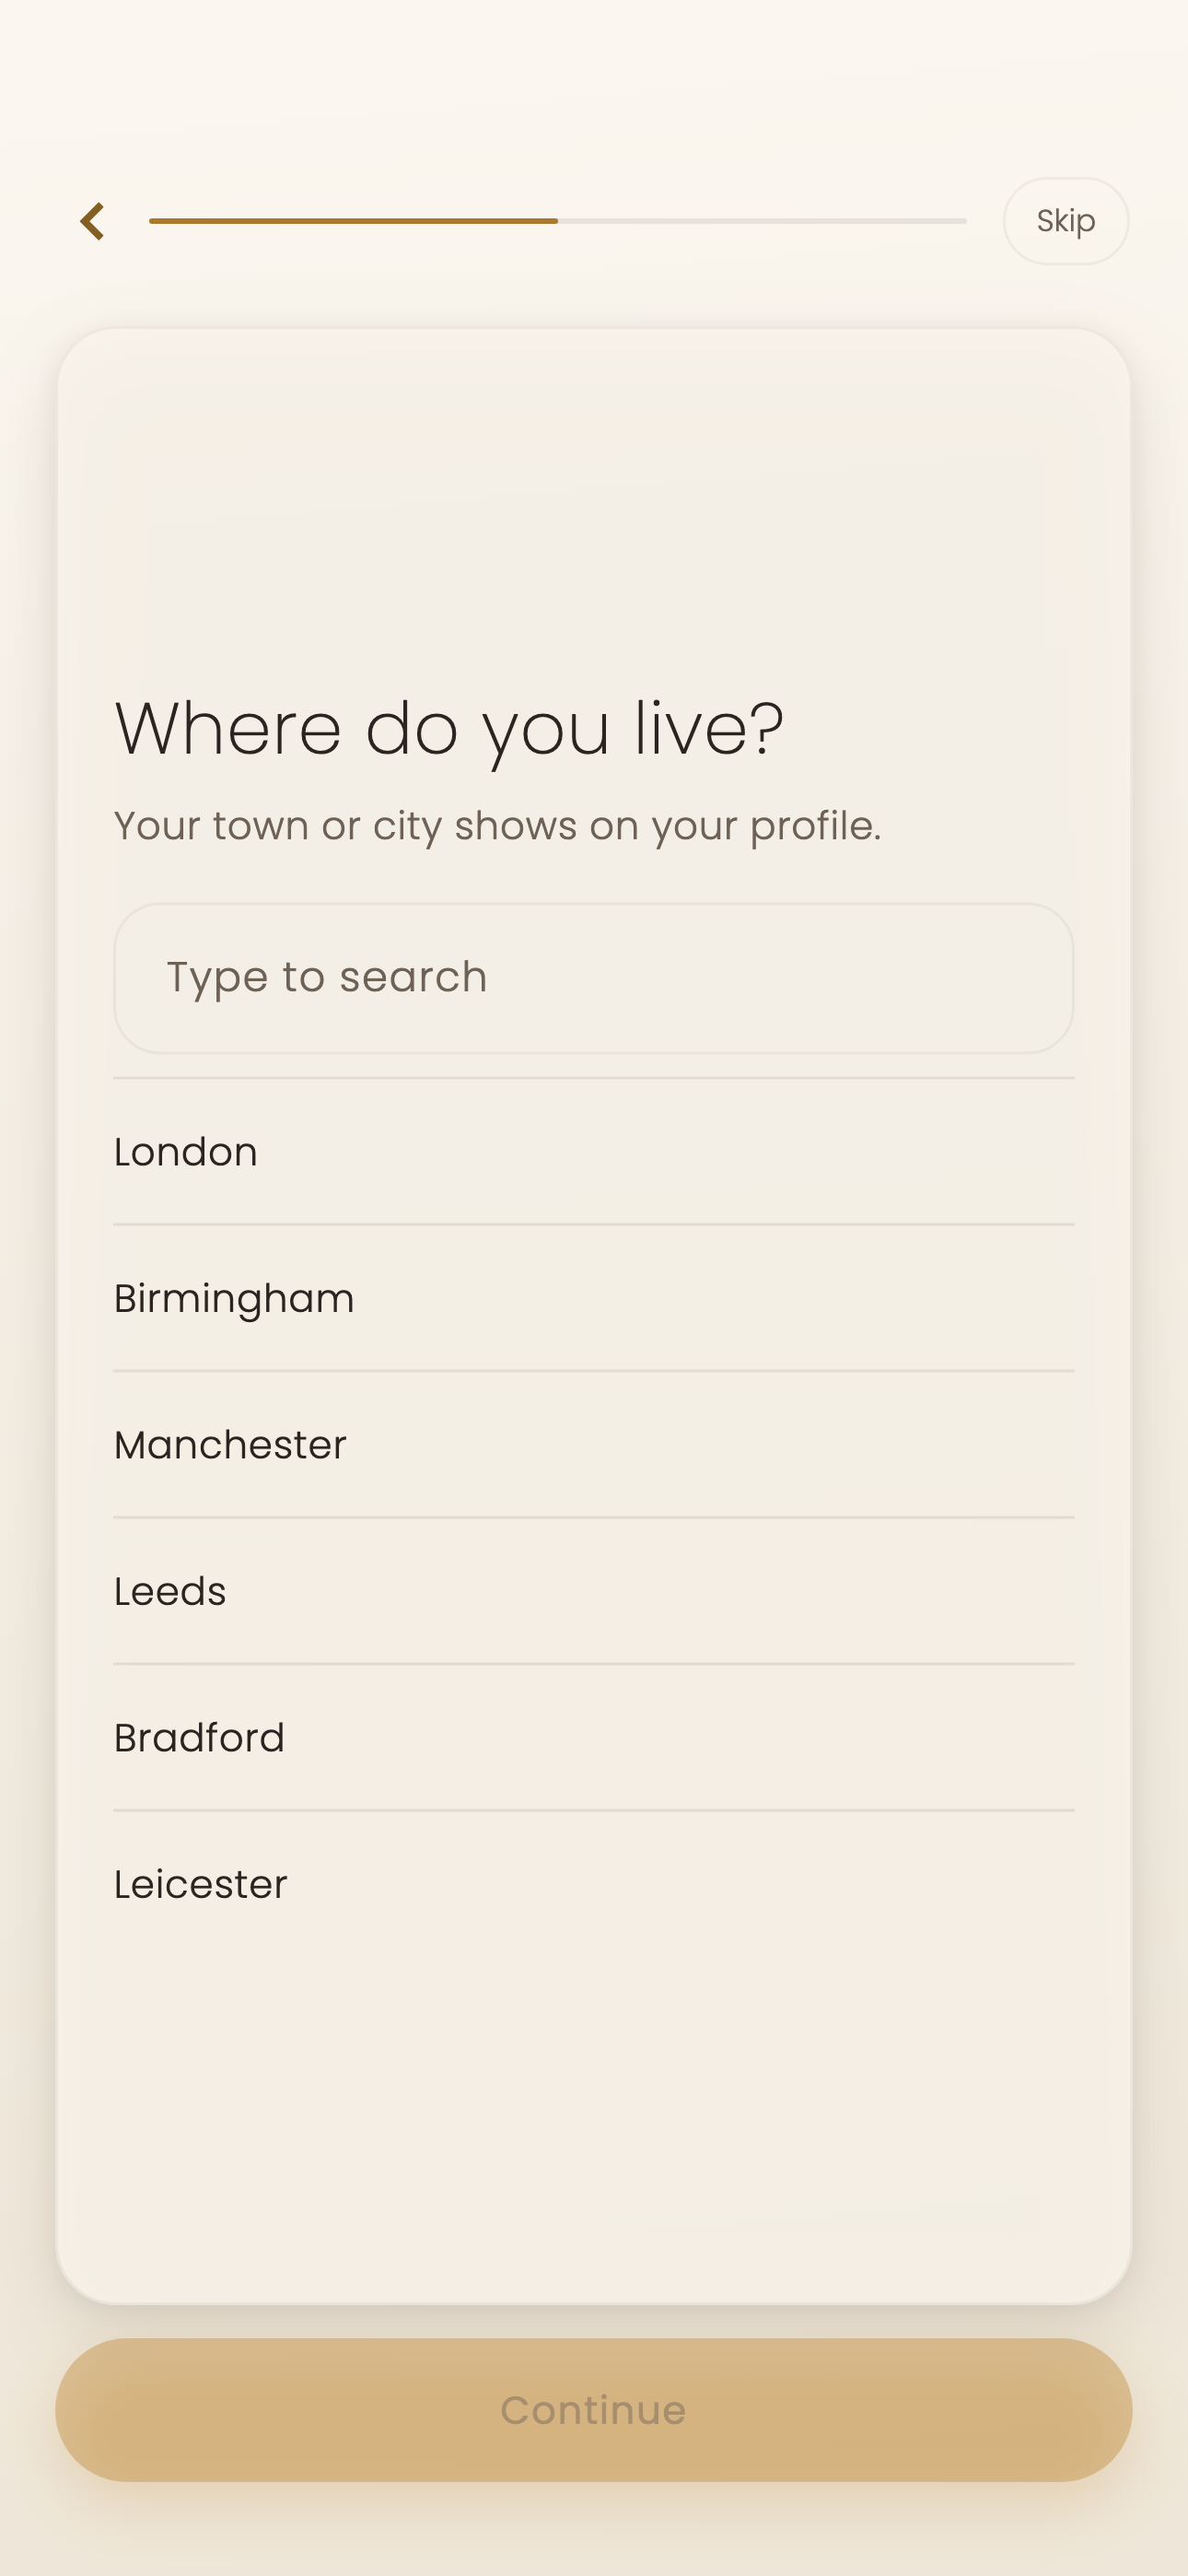 Skip
Where do you live?
Your town or city shows on your profile.
Type to search
London
Birmingham
Manchester
Leeds
Bradford
Leicester
Continue